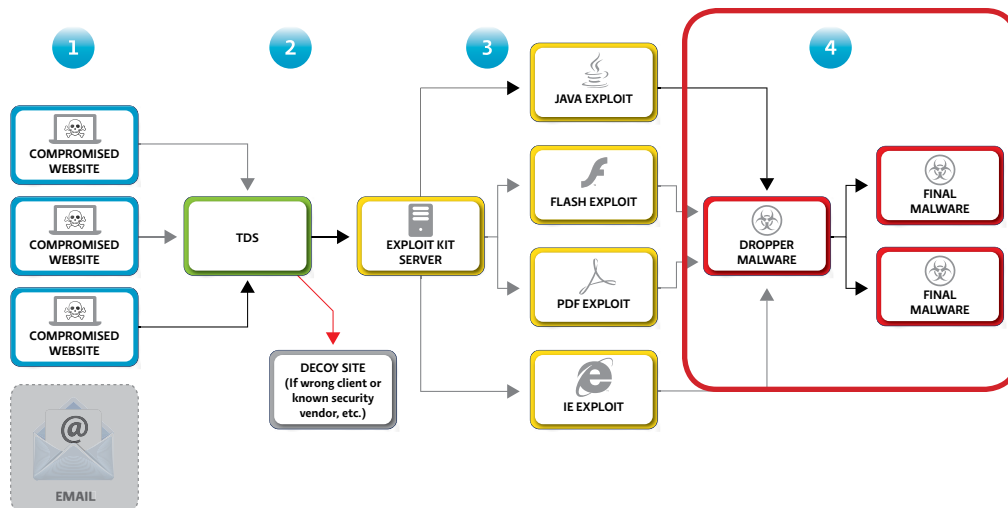 1
2
3
4
COMPROMISED
WEBSITE
COMPROMISED
WEBSITE
COMPROMISED
WEBSITE
@
EMAIL
TDS
DECOY SITE
(If wrong client or
known security
vendor, etc.)
EXPLOIT KIT
SERVER
JAVA EXPLOIT
FLASH EXPLOIT
PDF EXPLOIT
IE EXPLOIT
DROPPER
MALWARE
FINAL
MALWARE
FINAL
MALWARE